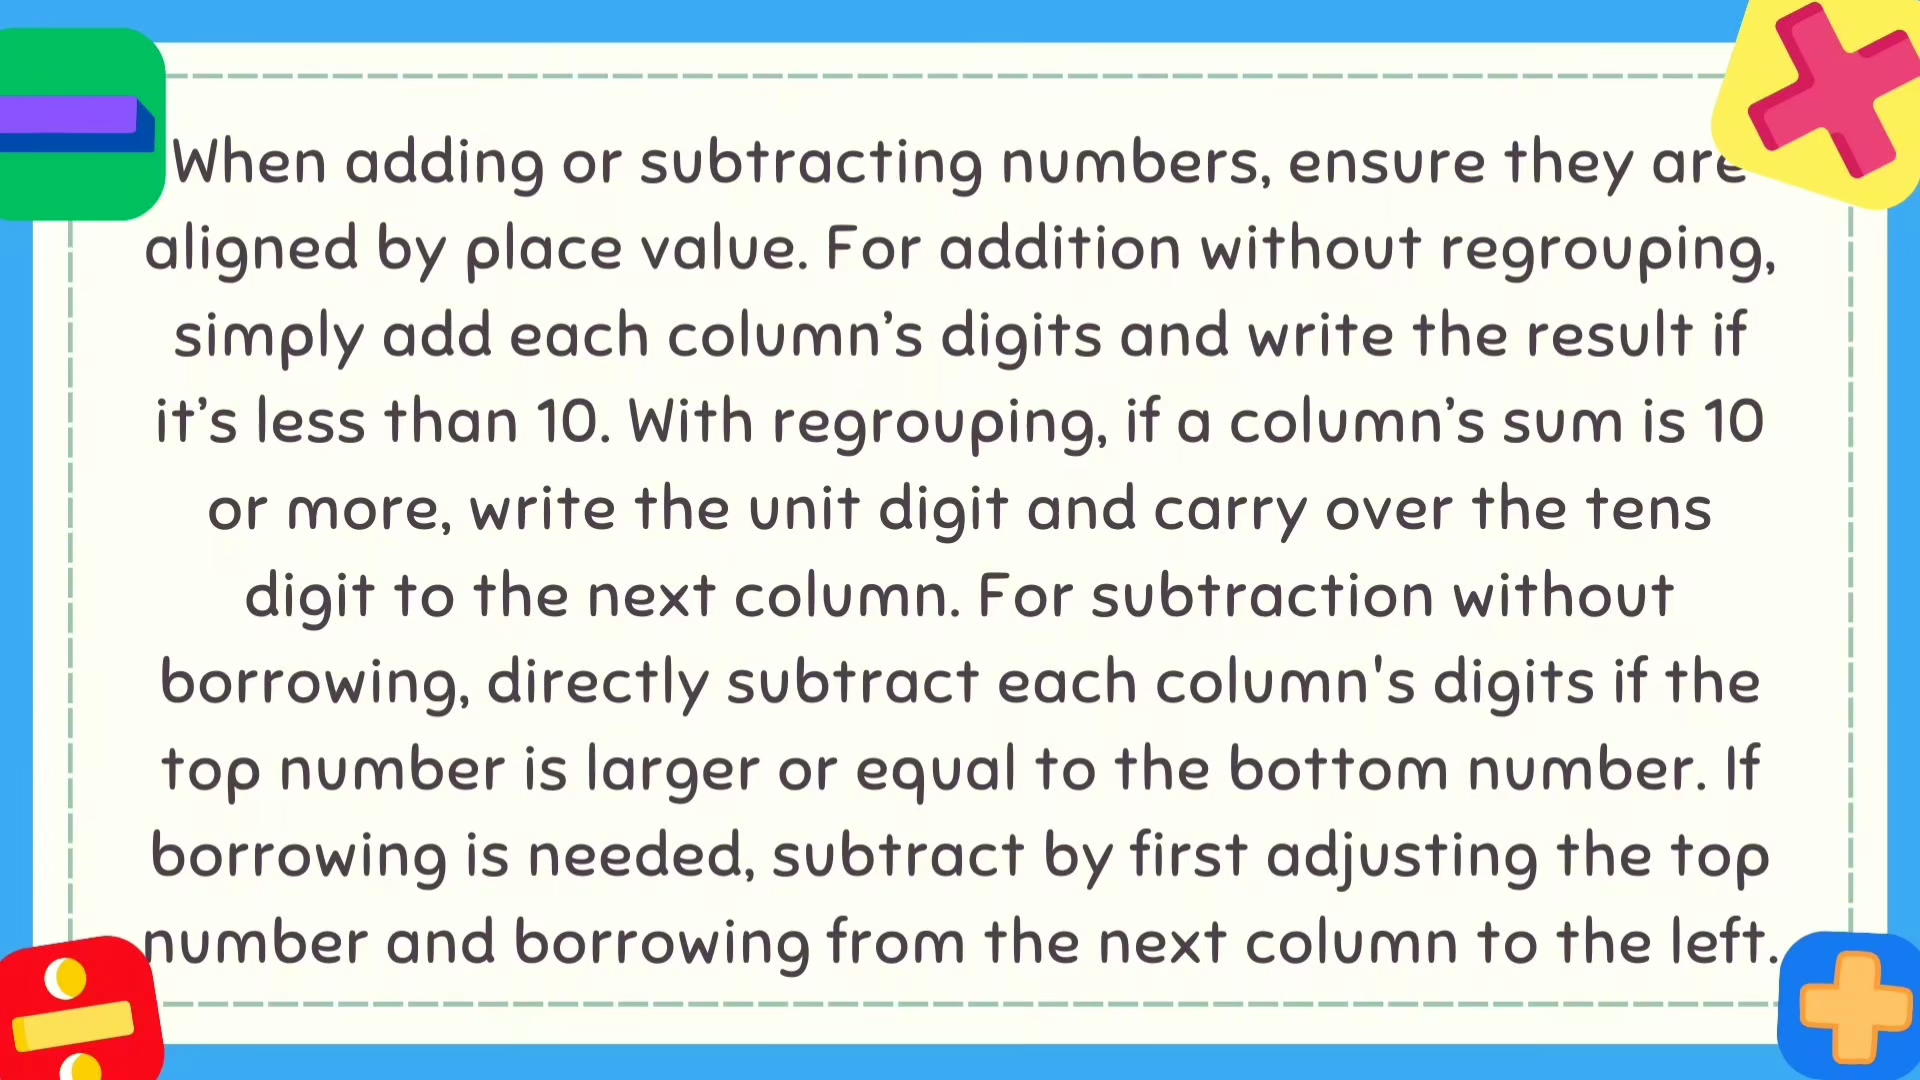 When adding or subtracting numbers, ensure they are
aligned by place value. For addition without regrouping,
simply add each column’s digits and write the result if
it’s less than 10. With regrouping, if a column’s sum is 10
or more, write the unit digit and carry over the tens
digit to the next column. For subtraction without
borrowing, directly subtract each column's digits if the
top number is larger or equal to the bottom number. If
borrowing is needed, subtract by first adjusting the top
number and borrowing from the next column to the left.